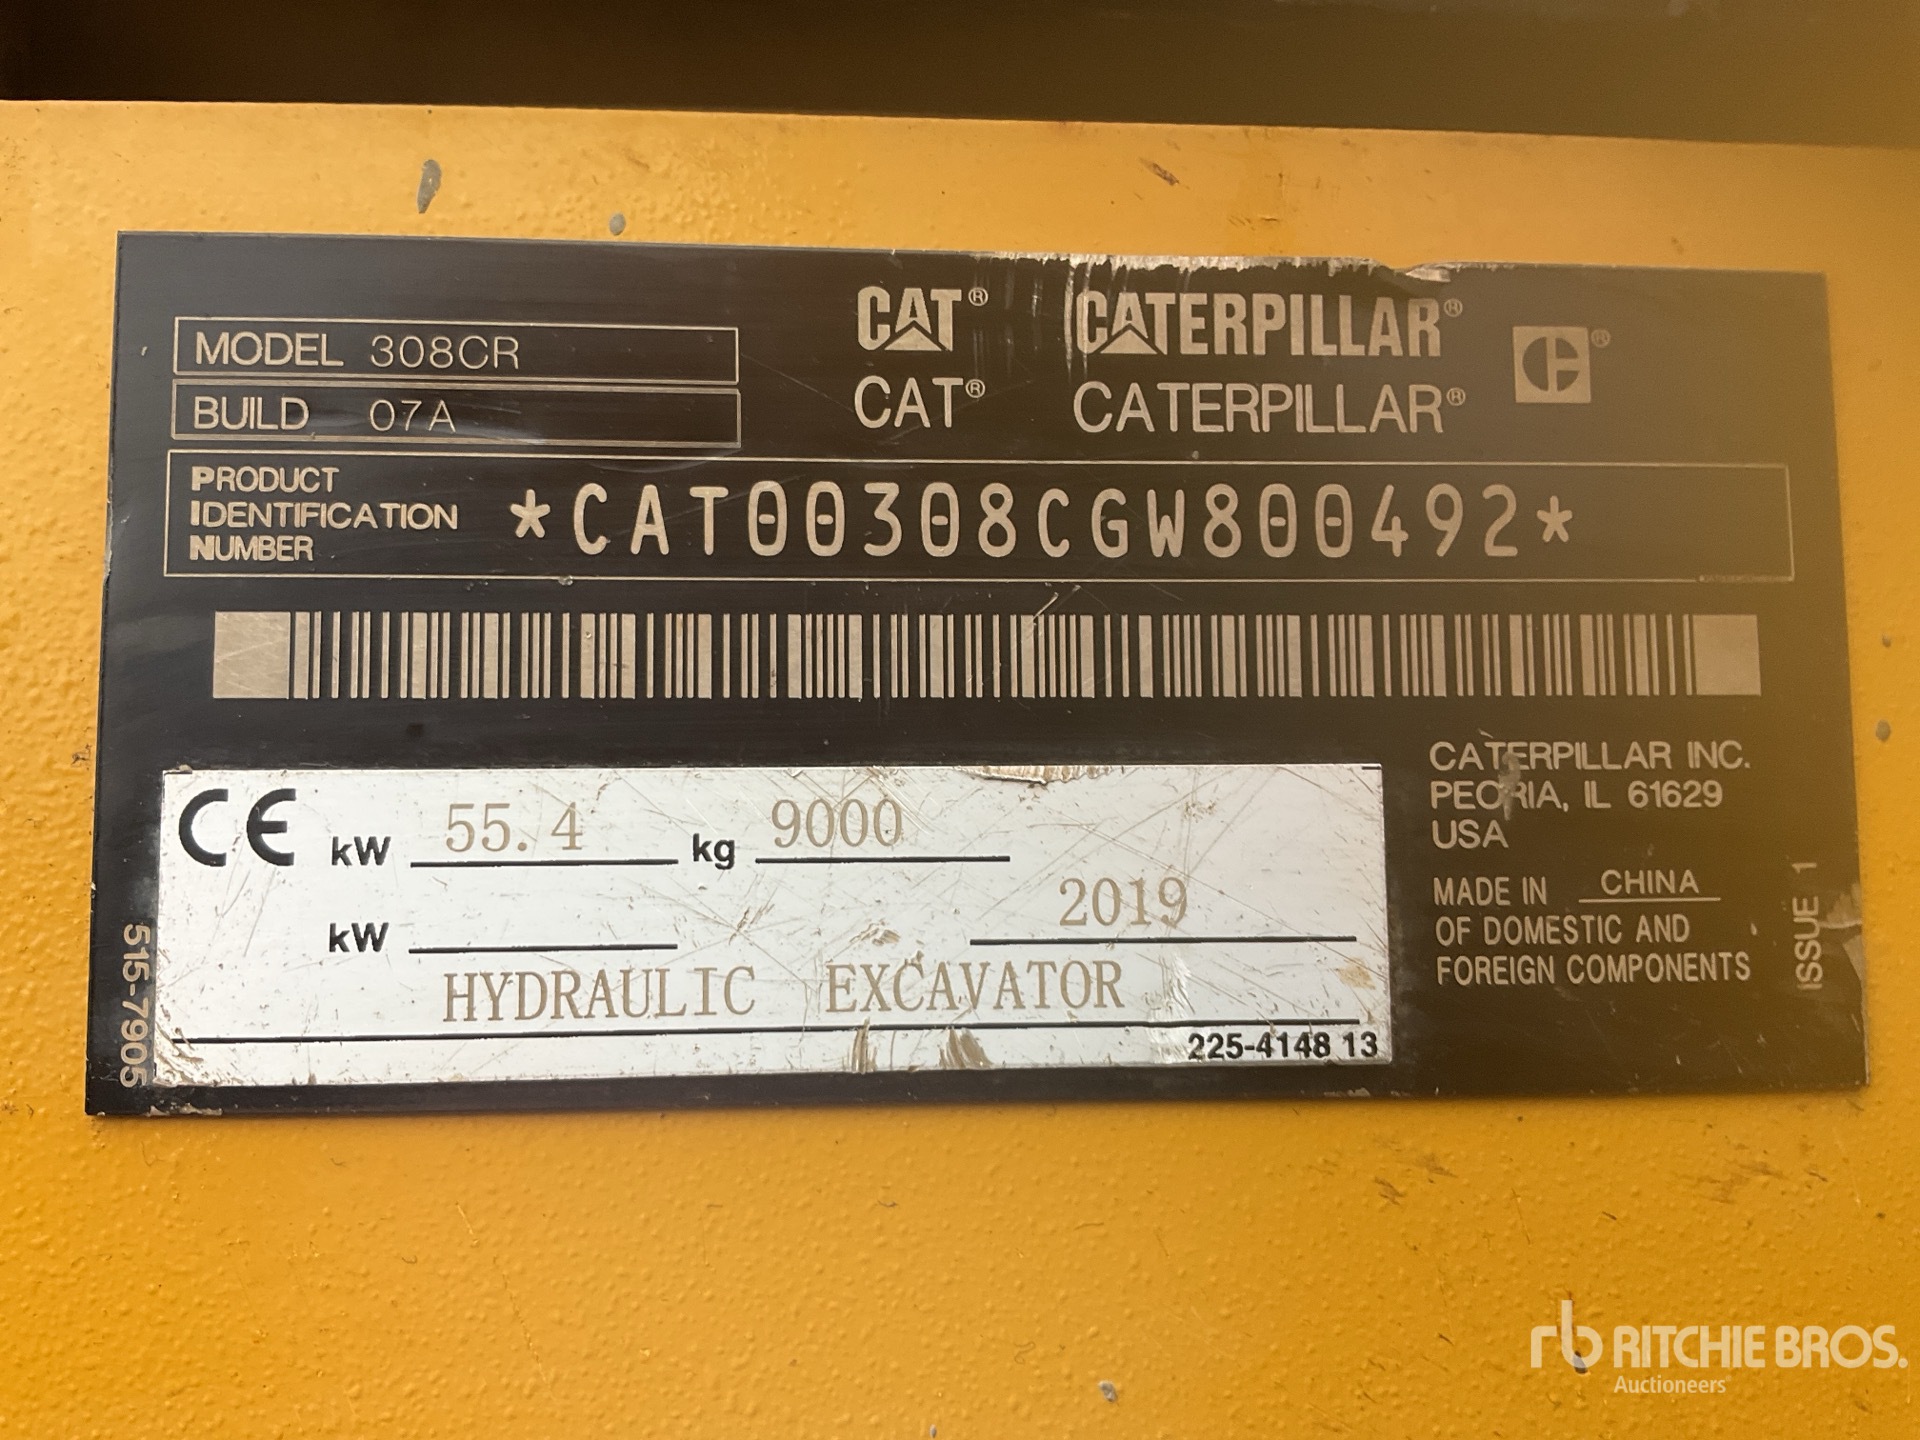 CAT® CATERPILLAR®
CAT® CATERPILLAR®
MODEL 308CR
BUILD 07A
PRODUCT
IDENTIFICATION
NUMBER
*CAT00308CGW800492*
CE kW 55.4 kg 9000
kW 2019
HYDRAULIC EXCAVATOR
225-4148 13
515-7905
CATERPILLAR INC.
PEORIA, IL 61629
USA
MADE IN CHINA
OF DOMESTIC AND
FOREIGN COMPONENTS
ISSUE 1
rb RITCHIE BROS.
Auctioneers